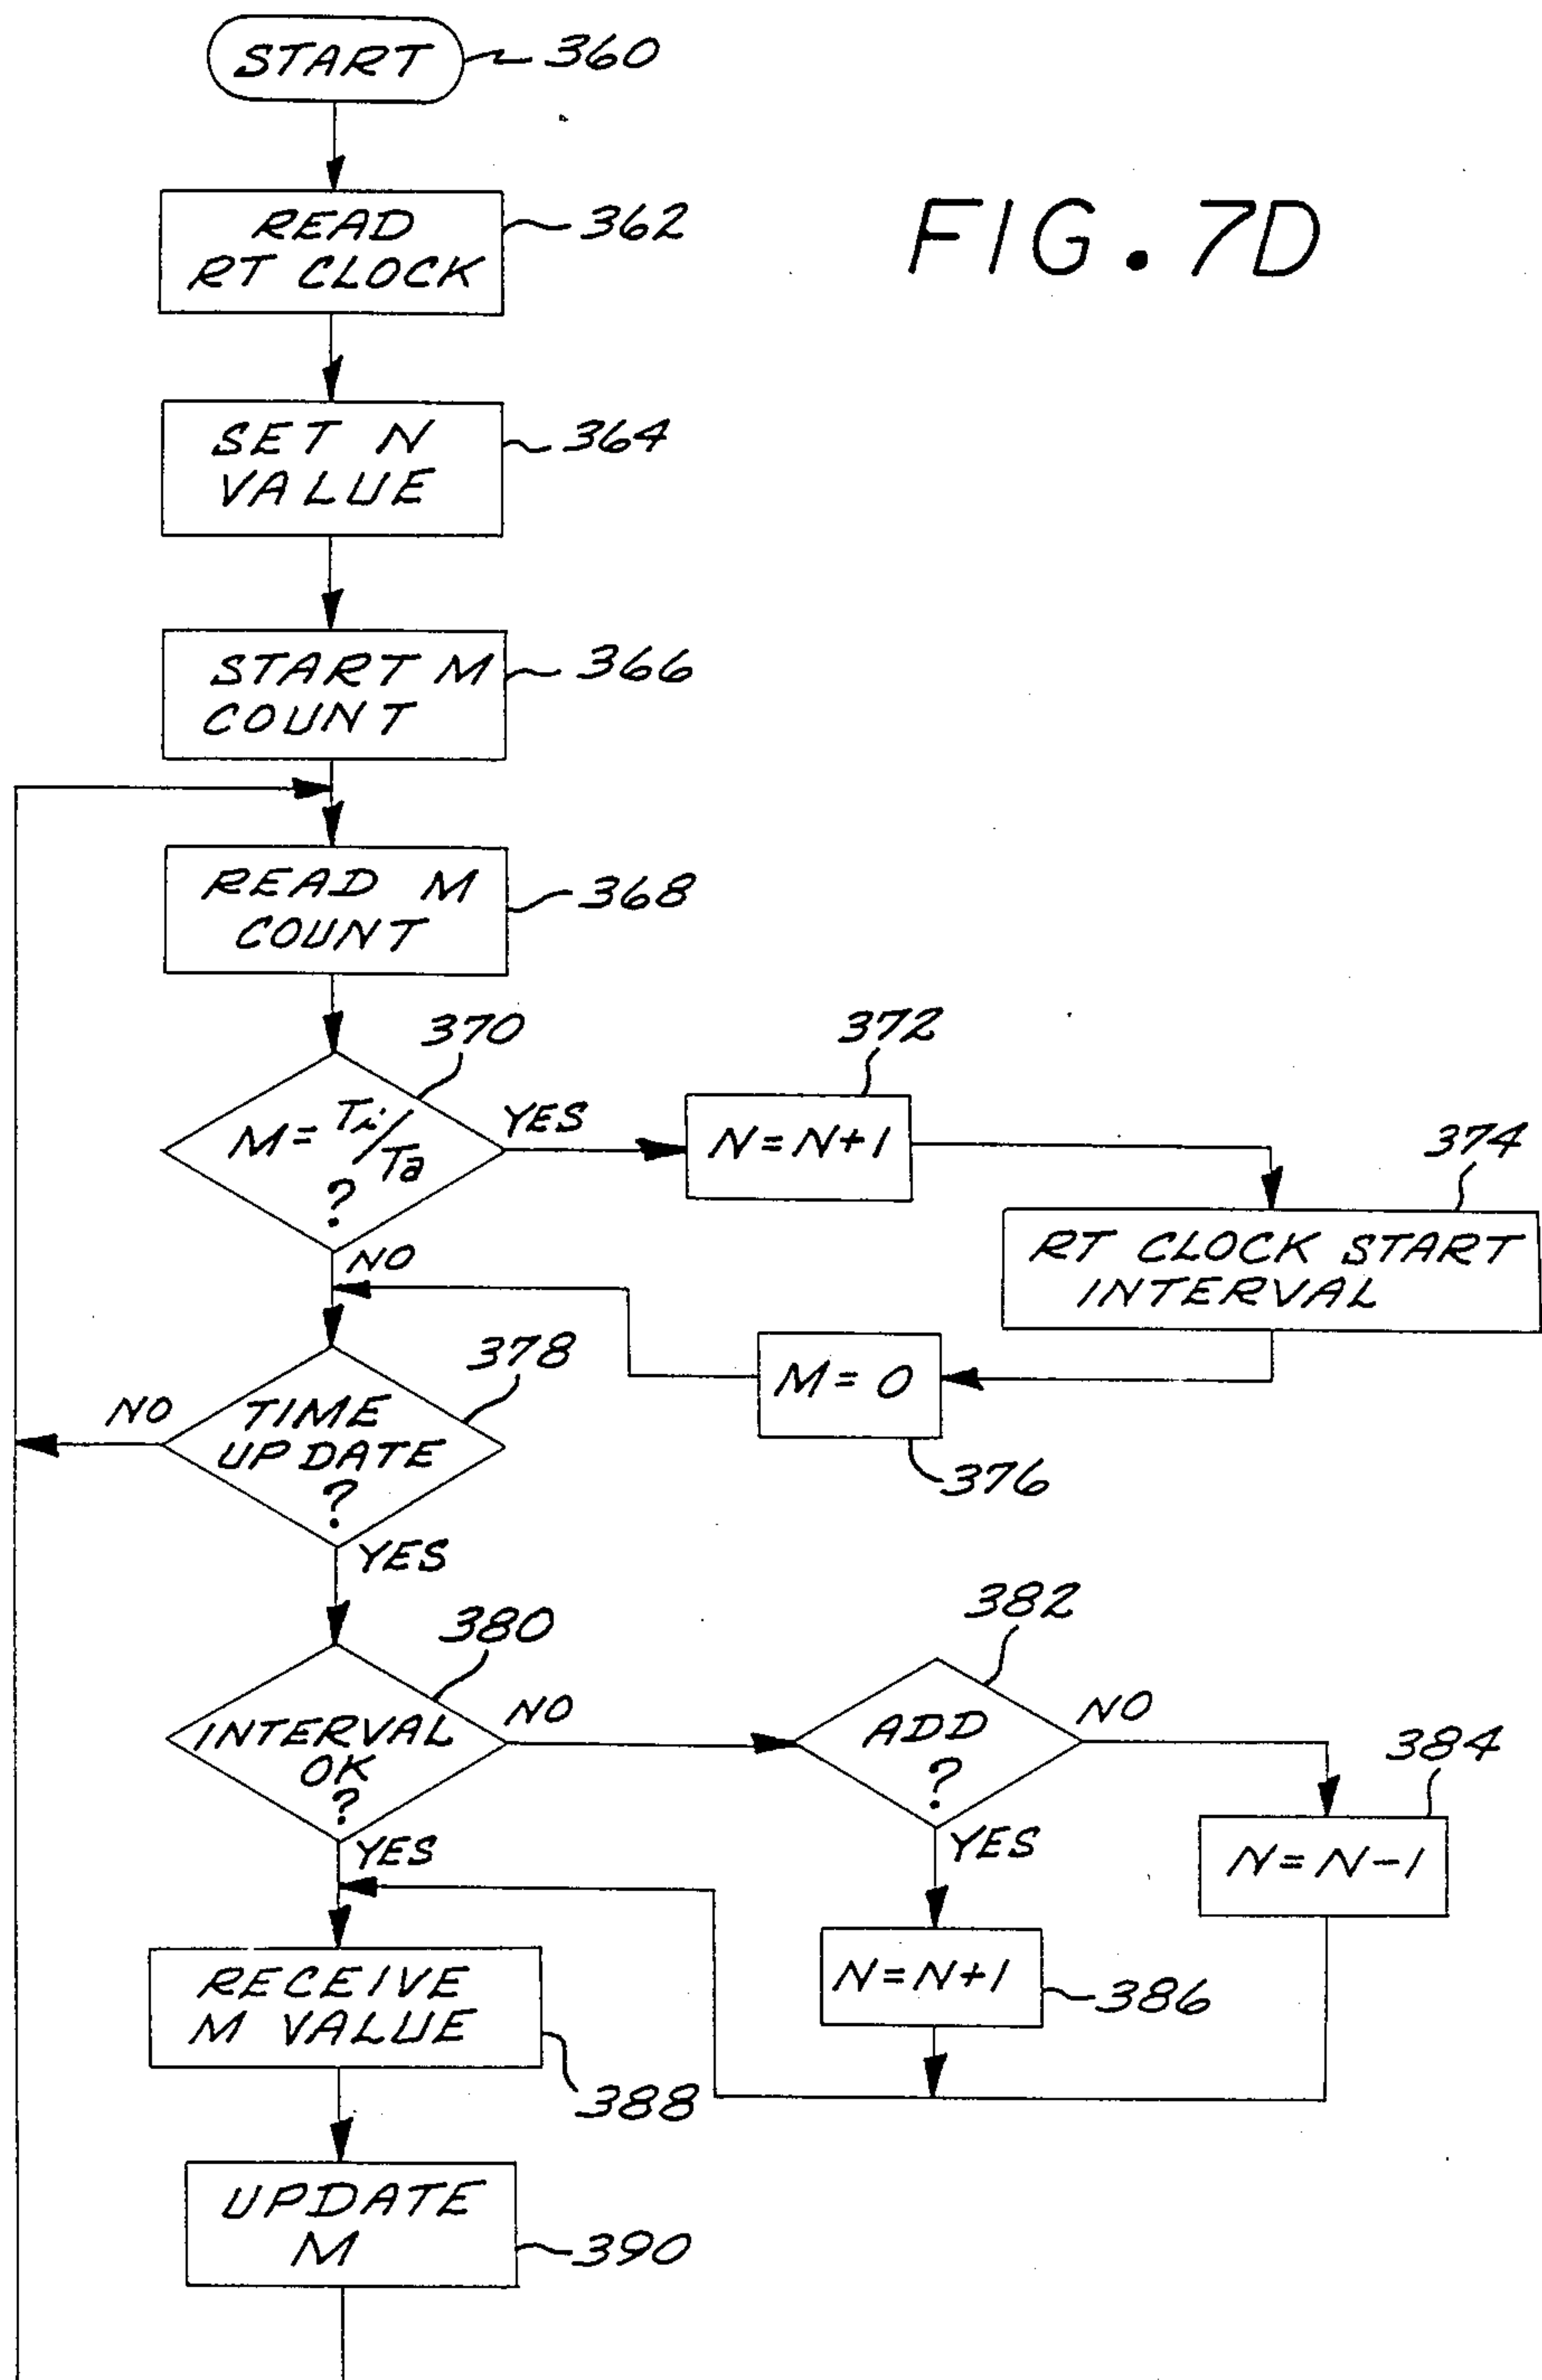 START
360
READ
RT CLOCK
362
FIG. 7D
SET N
VALUE
364
START M
COUNT
366
READ M
COUNT
368
370
M = Ti/Ta
?
YES
NO
372
N=N+1
374
RT CLOCK START
INTERVAL
M=0
376
378
TIME
UPDATE
?
NO
YES
380
INTERVAL
OK
?
NO
YES
382
ADD
?
NO
YES
384
N=N-1
N=N+1
386
RECEIVE
M VALUE
388
UPDATE
M
390